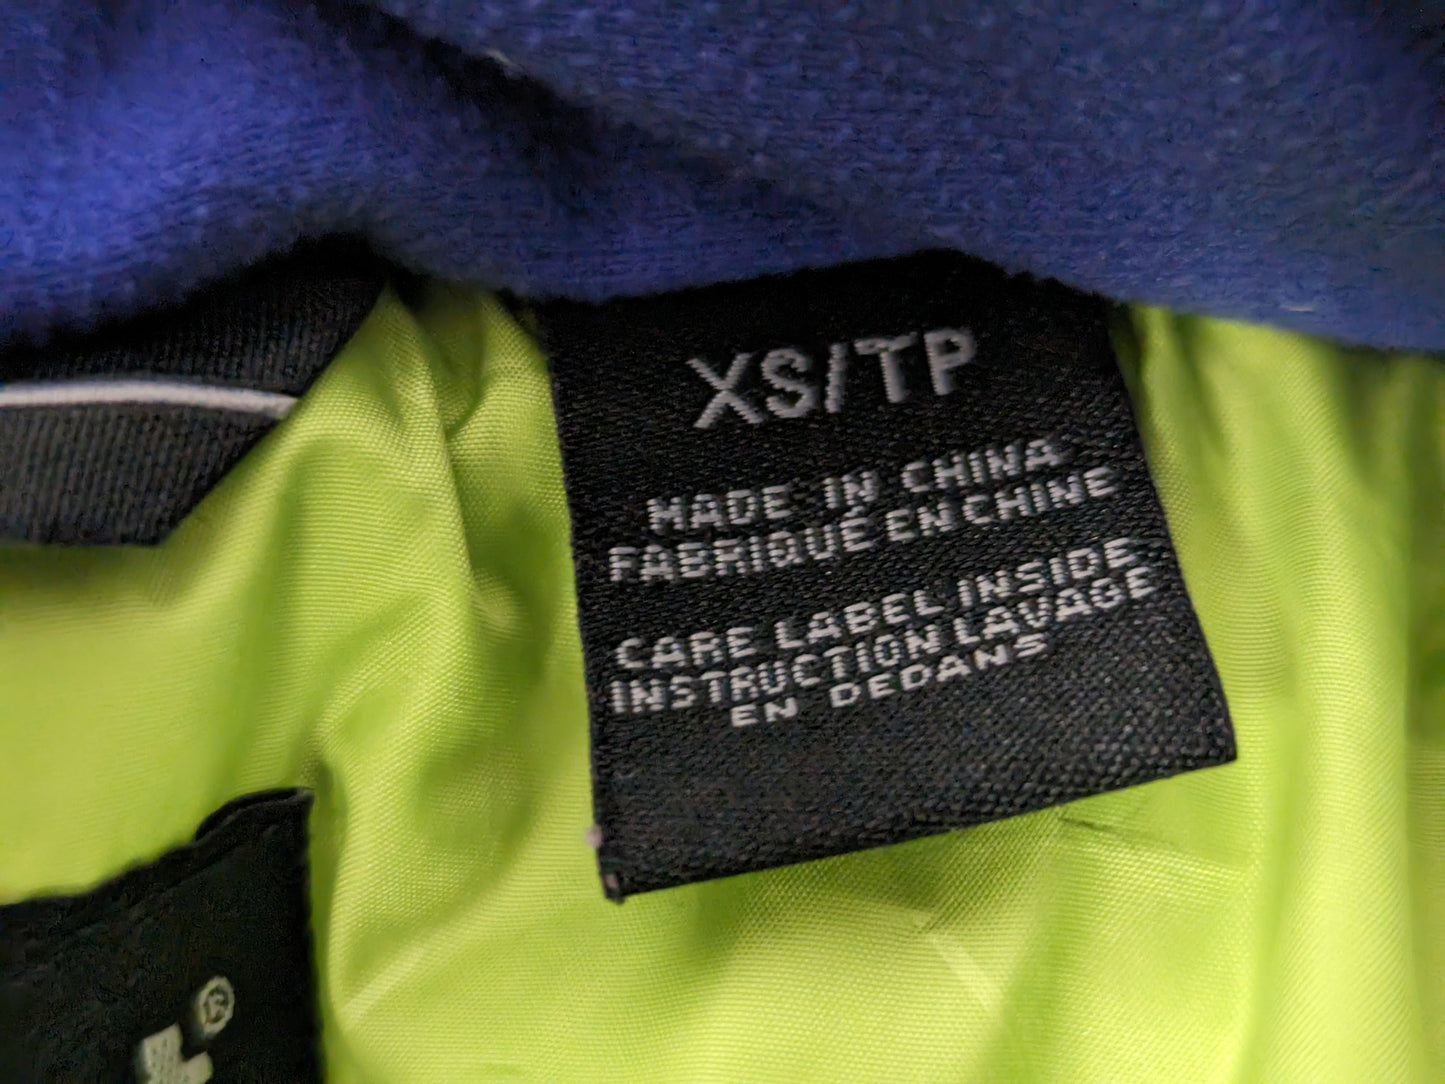 XS/TP
MADE IN CHINA
FABRIQUÉ EN CHINE
CARE LABEL INSIDE
INSTRUCTION LAVAGE
EN DEDANS
®